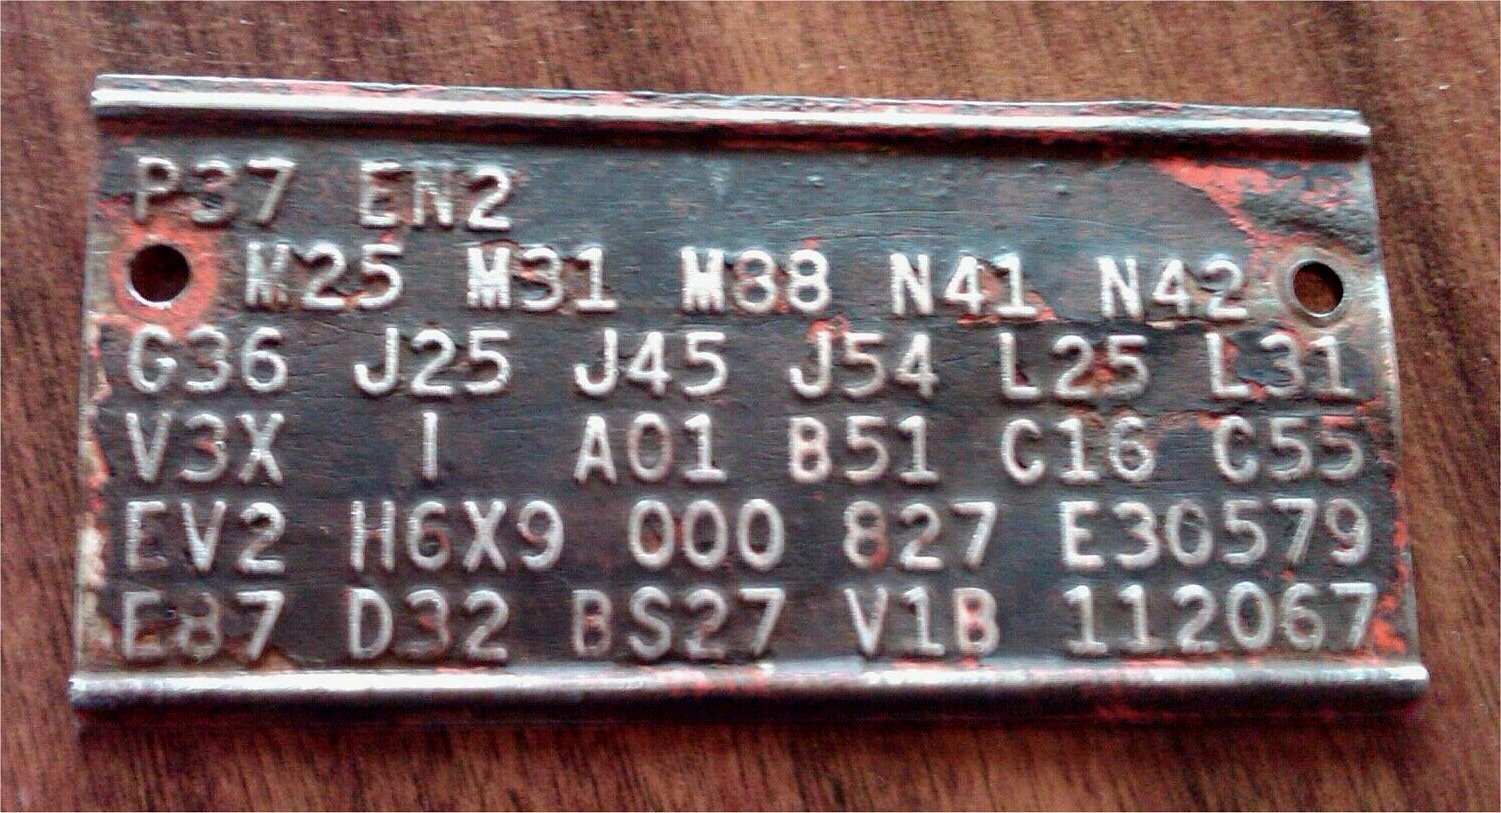 P37 EN2
M25 M31 M88 N41 N42
G36 J25 J45 J54 L25 L31
V3X I A01 B51 C16 C55
EV2 H6X9 000 827 E30579
E87 D32 BS27 V1B 112067